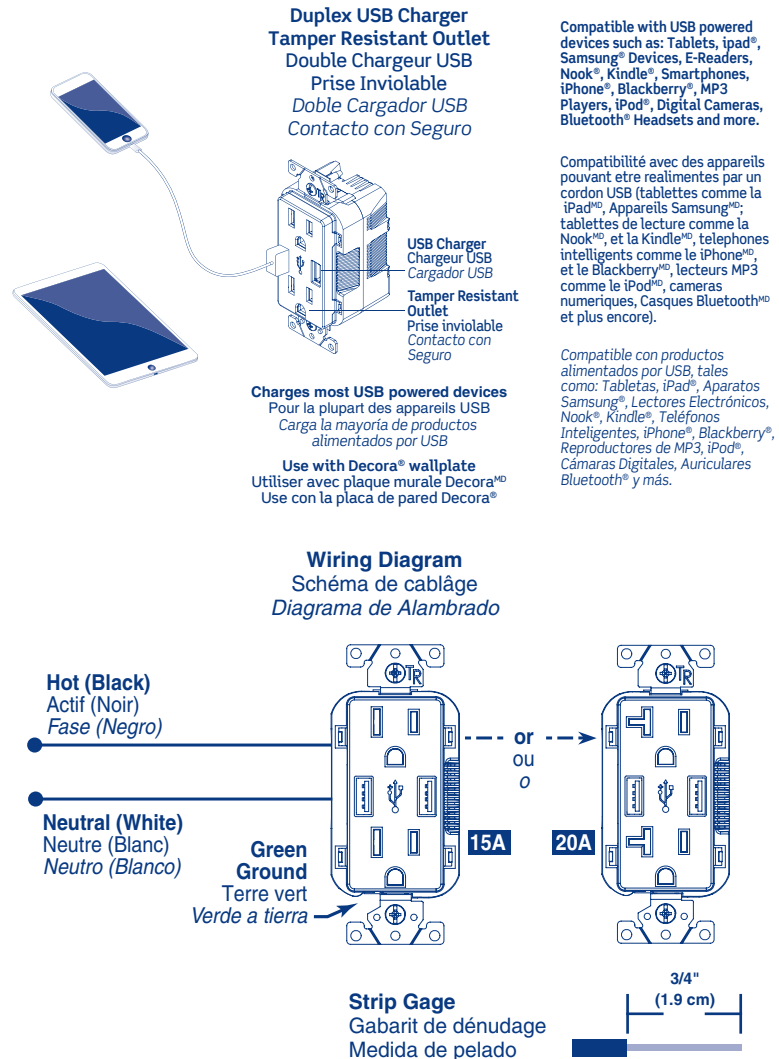 Duplex USB Charger
Tamper Resistant Outlet
Double Chargeur USB
Prise Inviolable
Doble Cargador USB
Contacto con Seguro
USB Charger
Chargeur USB
Cargador USB
Tamper Resistant
Outlet
Prise inviolable
Contacto con
Seguro
Charges most USB powered devices
Pour la plupart des appareils USB
Carga la mayoría de productos
alimentados por USB
Use with Decora® wallplate
Utiliser avec plaque murale Decoraᴹᴰ
Use con la placa de pared Decora®
Compatible with USB powered
devices such as: Tablets, ipad®,
Samsung® Devices, E-Readers,
Nook®, Kindle®, Smartphones,
iPhone®, Blackberry®, MP3
Players, iPod®, Digital Cameras,
Bluetooth® Headsets and more.
Compatibilité avec des appareils
pouvant etre realimentes par un
cordon USB (tablettes comme la
iPadᴹᴰ, Appareils Samsungᴹᴰ;
tablettes de lecture comme la
Nookᴹᴰ, et la Kindleᴹᴰ, telephones
intelligents comme le iPhoneᴹᴰ,
et le Blackberryᴹᴰ, lecteurs MP3
comme le iPodᴹᴰ, cameras
numeriques, Casques Bluetoothᴹᴰ
et plus encore).
Compatible con productos
alimentados por USB, tales
como: Tabletas, iPad®, Aparatos
Samsung®, Lectores Electrónicos,
Nook®, Kindle®, Teléfonos
Inteligentes, iPhone®, Blackberry®,
Reproductores de MP3, iPod®,
Cámaras Digitales, Auriculares
Bluetooth® y más.
Wiring Diagram
Schéma de cablâge
Diagrama de Alambrado
Hot (Black)
Actif (Noir)
Fase (Negro)
Neutral (White)
Neutre (Blanc)
Neutro (Blanco)
Green
Ground
Terre vert
Verde a tierra
TR
15A
or
ou
o
TR
20A
Strip Gage
Gabarit de dénudage
Medida de pelado
3/4"
(1.9 cm)